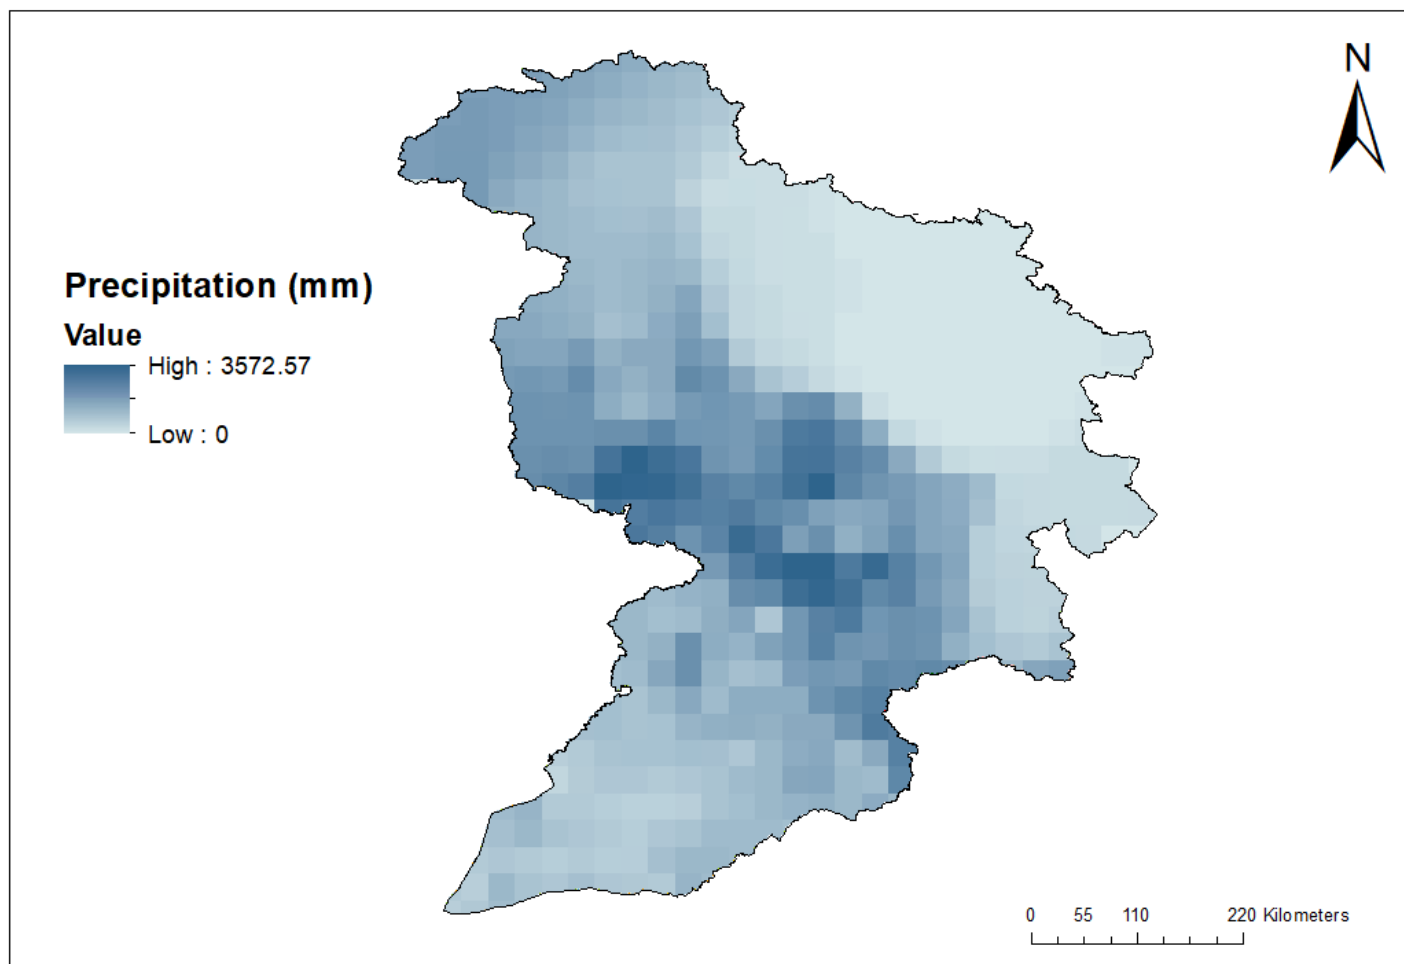 N
Precipitation (mm)
Value
High : 3572.57
Low : 0
0 55 110 220 Kilometers